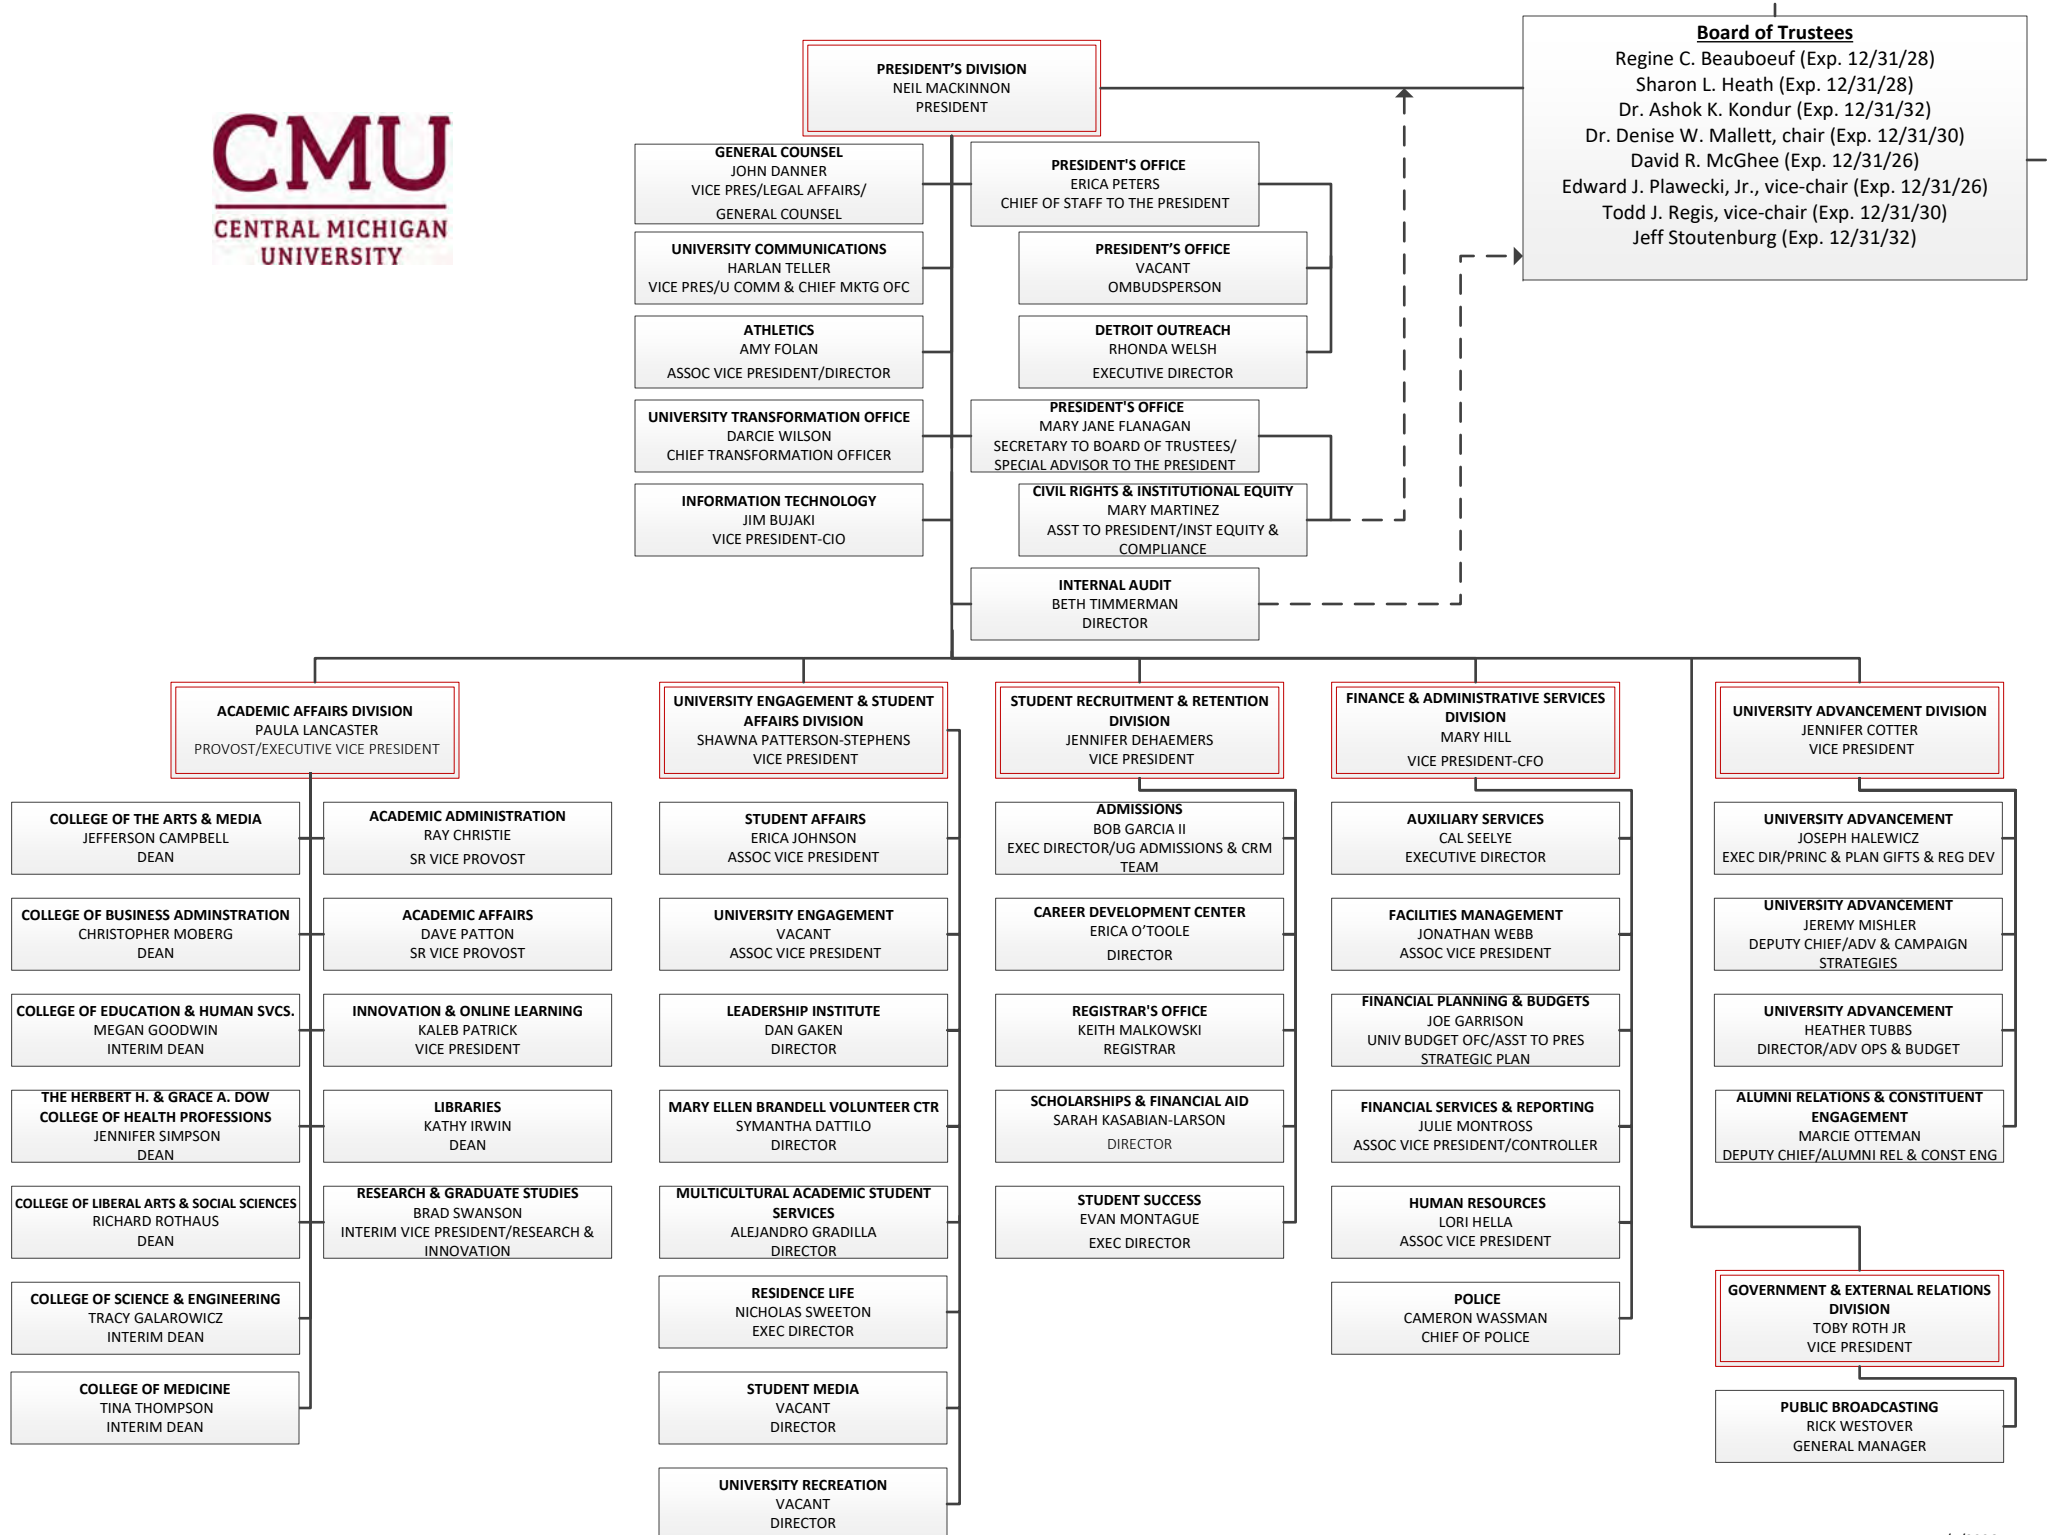 CMU
CENTRAL MICHIGAN
UNIVERSITY
PRESIDENT’S DIVISION
NEIL MACKINNON
PRESIDENT
Board of Trustees
Regine C. Beauboeuf (Exp. 12/31/28)
Sharon L. Heath (Exp. 12/31/28)
Dr. Ashok K. Kondur (Exp. 12/31/32)
Dr. Denise W. Mallett, chair (Exp. 12/31/30)
David R. McGhee (Exp. 12/31/26)
Edward J. Plawecki, Jr., vice-chair (Exp. 12/31/26)
Todd J. Regis, vice-chair (Exp. 12/31/30)
Jeff Stoutenburg (Exp. 12/31/32)
GENERAL COUNSEL
JOHN DANNER
VICE PRES/LEGAL AFFAIRS/
GENERAL COUNSEL
PRESIDENT'S OFFICE
ERICA PETERS
CHIEF OF STAFF TO THE PRESIDENT
UNIVERSITY COMMUNICATIONS
HARLAN TELLER
VICE PRES/U COMM & CHIEF MKTG OFC
PRESIDENT’S OFFICE
VACANT
OMBUDSPERSON
ATHLETICS
AMY FOLAN
ASSOC VICE PRESIDENT/DIRECTOR
DETROIT OUTREACH
RHONDA WELSH
EXECUTIVE DIRECTOR
UNIVERSITY TRANSFORMATION OFFICE
DARCIE WILSON
CHIEF TRANSFORMATION OFFICER
PRESIDENT'S OFFICE
MARY JANE FLANAGAN
SECRETARY TO BOARD OF TRUSTEES/
SPECIAL ADVISOR TO THE PRESIDENT
INFORMATION TECHNOLOGY
JIM BUJAKI
VICE PRESIDENT-CIO
CIVIL RIGHTS & INSTITUTIONAL EQUITY
MARY MARTINEZ
ASST TO PRESIDENT/INST EQUITY &
COMPLIANCE
INTERNAL AUDIT
BETH TIMMERMAN
DIRECTOR
ACADEMIC AFFAIRS DIVISION
PAULA LANCASTER
PROVOST/EXECUTIVE VICE PRESIDENT
COLLEGE OF THE ARTS & MEDIA
JEFFERSON CAMPBELL
DEAN
ACADEMIC ADMINISTRATION
RAY CHRISTIE
SR VICE PROVOST
COLLEGE OF BUSINESS ADMINSTRATION
CHRISTOPHER MOBERG
DEAN
ACADEMIC AFFAIRS
DAVE PATTON
SR VICE PROVOST
COLLEGE OF EDUCATION & HUMAN SVCS.
MEGAN GOODWIN
INTERIM DEAN
INNOVATION & ONLINE LEARNING
KALEB PATRICK
VICE PRESIDENT
THE HERBERT H. & GRACE A. DOW
COLLEGE OF HEALTH PROFESSIONS
JENNIFER SIMPSON
DEAN
LIBRARIES
KATHY IRWIN
DEAN
COLLEGE OF LIBERAL ARTS & SOCIAL SCIENCES
RICHARD ROTHAUS
DEAN
RESEARCH & GRADUATE STUDIES
BRAD SWANSON
INTERIM VICE PRESIDENT/RESEARCH &
INNOVATION
COLLEGE OF SCIENCE & ENGINEERING
TRACY GALAROWICZ
INTERIM DEAN
COLLEGE OF MEDICINE
TINA THOMPSON
INTERIM DEAN
UNIVERSITY ENGAGEMENT & STUDENT
AFFAIRS DIVISION
SHAWNA PATTERSON-STEPHENS
VICE PRESIDENT
STUDENT AFFAIRS
ERICA JOHNSON
ASSOC VICE PRESIDENT
UNIVERSITY ENGAGEMENT
VACANT
ASSOC VICE PRESIDENT
LEADERSHIP INSTITUTE
DAN GAKEN
DIRECTOR
MARY ELLEN BRANDELL VOLUNTEER CTR
SYMANTHA DATTILO
DIRECTOR
MULTICULTURAL ACADEMIC STUDENT
SERVICES
ALEJANDRO GRADILLA
DIRECTOR
RESIDENCE LIFE
NICHOLAS SWEETON
EXEC DIRECTOR
STUDENT MEDIA
VACANT
DIRECTOR
UNIVERSITY RECREATION
VACANT
DIRECTOR
STUDENT RECRUITMENT & RETENTION
DIVISION
JENNIFER DEHAEMERS
VICE PRESIDENT
ADMISSIONS
BOB GARCIA II
EXEC DIRECTOR/UG ADMISSIONS & CRM
TEAM
CAREER DEVELOPMENT CENTER
ERICA O’TOOLE
DIRECTOR
REGISTRAR'S OFFICE
KEITH MALKOWSKI
REGISTRAR
SCHOLARSHIPS & FINANCIAL AID
SARAH KASABIAN-LARSON
DIRECTOR
STUDENT SUCCESS
EVAN MONTAGUE
EXEC DIRECTOR
FINANCE & ADMINISTRATIVE SERVICES
DIVISION
MARY HILL
VICE PRESIDENT-CFO
AUXILIARY SERVICES
CAL SEELYE
EXECUTIVE DIRECTOR
FACILITIES MANAGEMENT
JONATHAN WEBB
ASSOC VICE PRESIDENT
FINANCIAL PLANNING & BUDGETS
JOE GARRISON
UNIV BUDGET OFC/ASST TO PRES
STRATEGIC PLAN
FINANCIAL SERVICES & REPORTING
JULIE MONTROSS
ASSOC VICE PRESIDENT/CONTROLLER
HUMAN RESOURCES
LORI HELLA
ASSOC VICE PRESIDENT
POLICE
CAMERON WASSMAN
CHIEF OF POLICE
UNIVERSITY ADVANCEMENT DIVISION
JENNIFER COTTER
VICE PRESIDENT
UNIVERSITY ADVANCEMENT
JOSEPH HALEWICZ
EXEC DIR/PRINC & PLAN GIFTS & REG DEV
UNIVERSITY ADVANCEMENT
JEREMY MISHLER
DEPUTY CHIEF/ADV & CAMPAIGN
STRATEGIES
UNIVERSITY ADVANCEMENT
HEATHER TUBBS
DIRECTOR/ADV OPS & BUDGET
ALUMNI RELATIONS & CONSTITUENT
ENGAGEMENT
MARCIE OTTEMAN
DEPUTY CHIEF/ALUMNI REL & CONST ENG
GOVERNMENT & EXTERNAL RELATIONS
DIVISION
TOBY ROTH JR
VICE PRESIDENT
PUBLIC BROADCASTING
RICK WESTOVER
GENERAL MANAGER